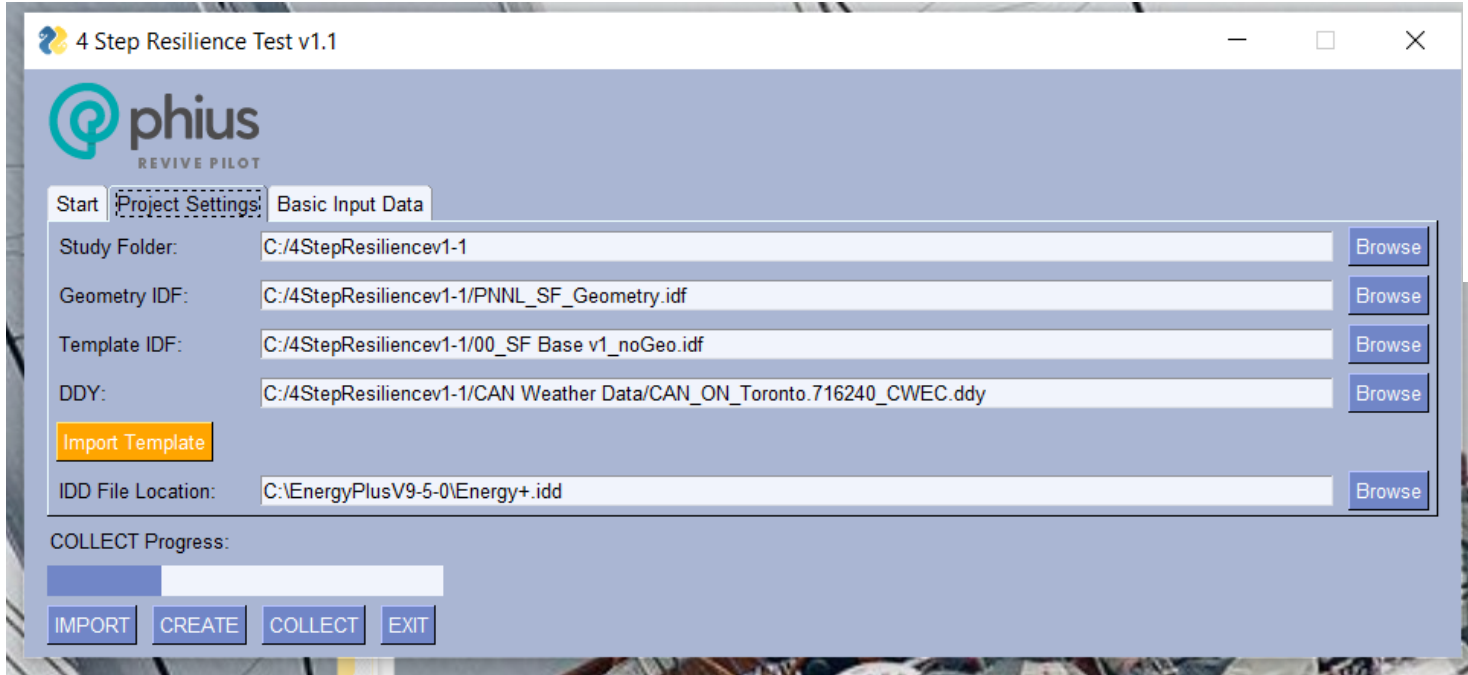 4 Step Resilience Test v1.1
phius
REVIVE PILOT
Start Project Settings Basic Input Data
Study Folder: C:/4StepResiliencev1-1 Browse
Geometry IDF: C:/4StepResiliencev1-1/PNNL_SF_Geometry.idf Browse
Template IDF: C:/4StepResiliencev1-1/00_SF Base v1_noGeo.idf Browse
DDY: C:/4StepResiliencev1-1/CAN Weather Data/CAN_ON_Toronto.716240_CWEC.ddy Browse
Import Template
IDD File Location: C:\EnergyPlusV9-5-0\Energy+.idd Browse
COLLECT Progress:
IMPORT CREATE COLLECT EXIT